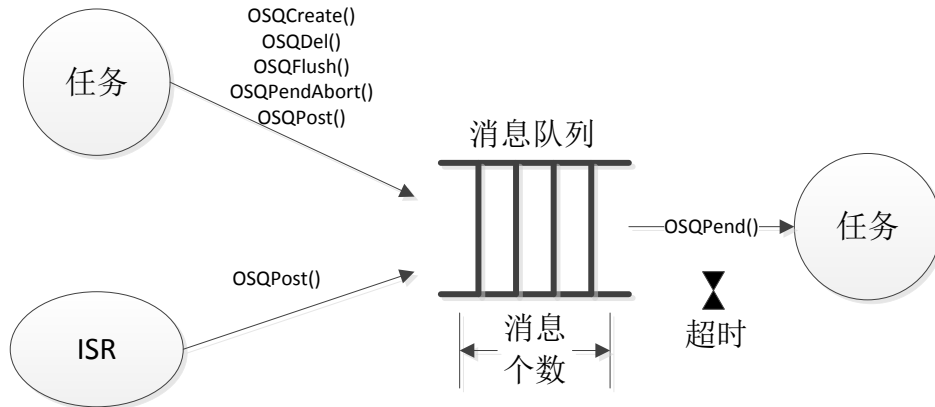 OSQCreate()
OSQDel()
OSQFlush()
OSQPendAbort()
OSQPost()
任务
消息队列
OSQPend()
任务
OSQPost()
ISR
消息
个数
超时